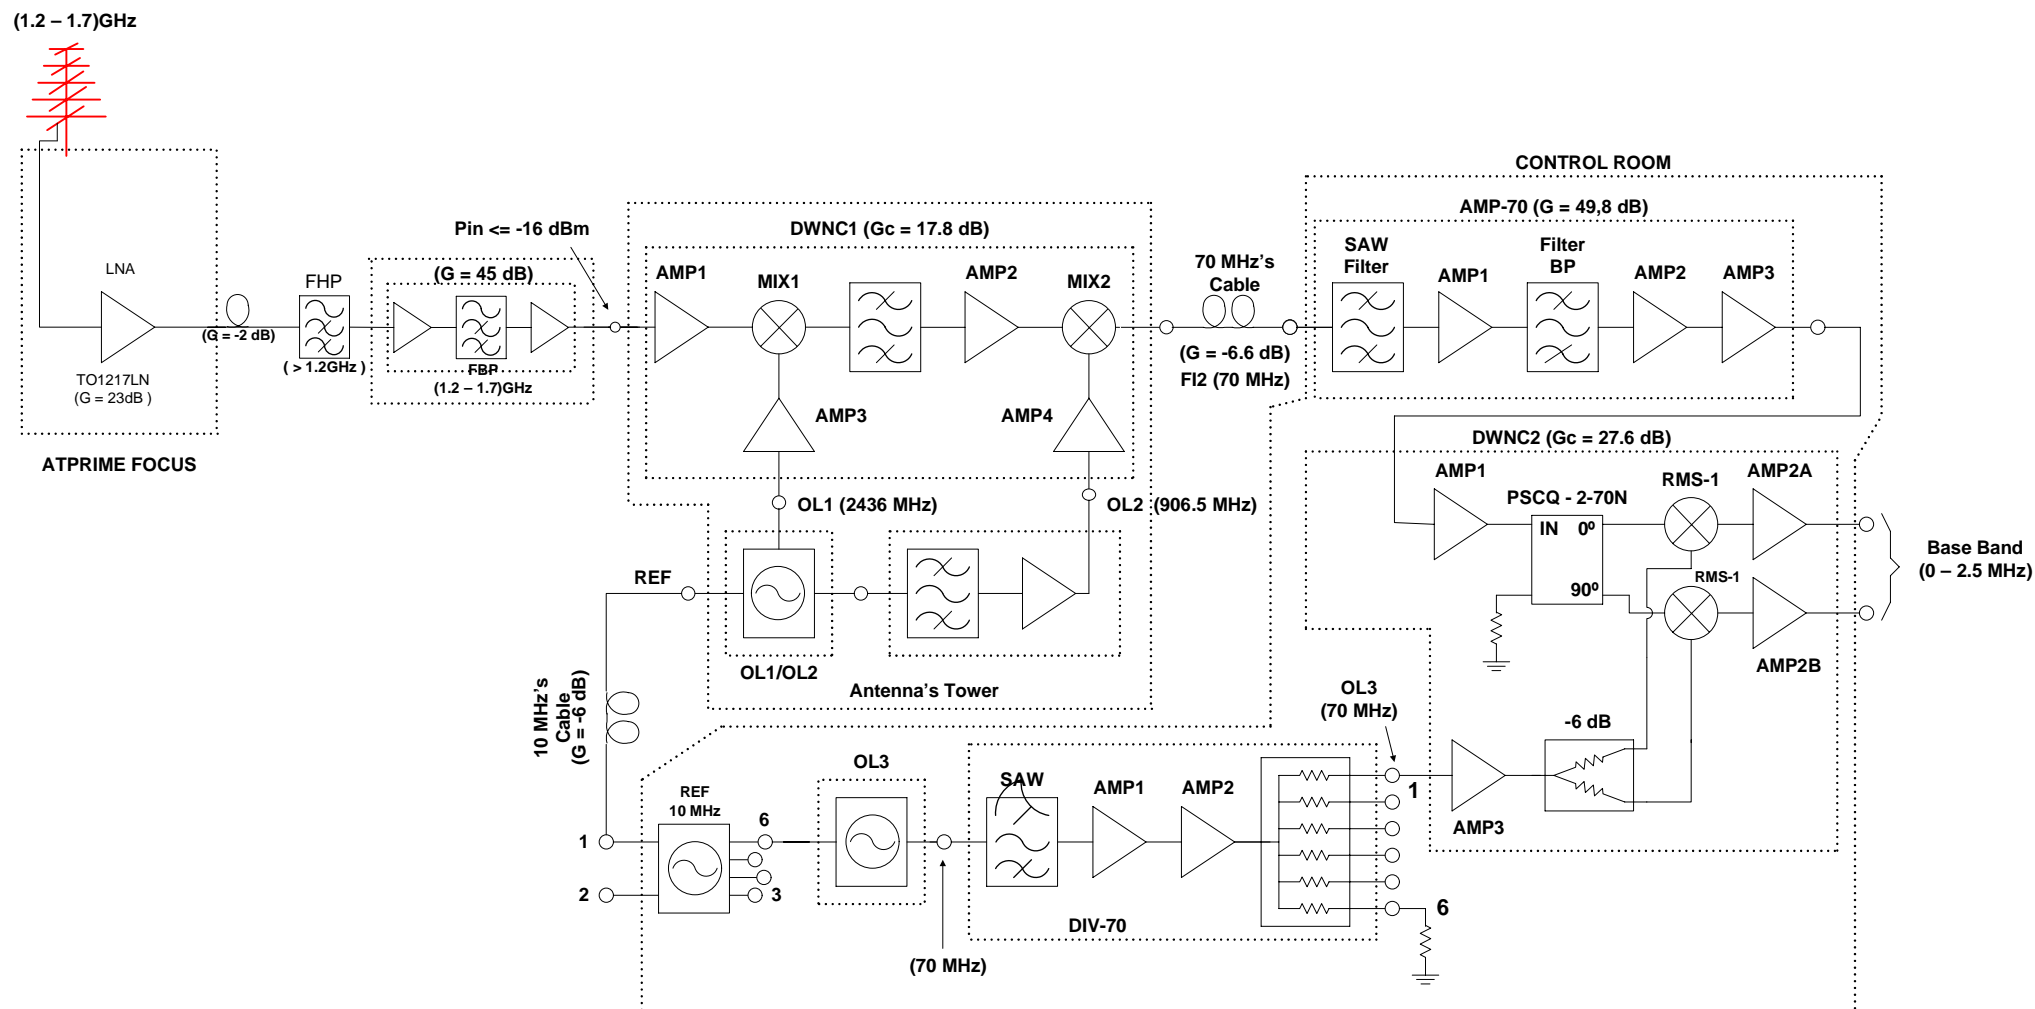 (1.2 – 1.7)GHz
LNA
TO1217LN
(G = 23dB )
ATPRIME FOCUS
(G = -2 dB)
FHP
( > 1.2GHz )
(G = 45 dB)
FBP
(1.2 – 1.7)GHz
Pin <= -16 dBm
DWNC1 (Gc = 17.8 dB)
AMP1
MIX1
AMP2
MIX2
AMP3
AMP4
OL1 (2436 MHz)
OL2 (906.5 MHz)
REF
OL1/OL2
Antenna's Tower
10 MHz's
Cable
(G = -6 dB)
70 MHz's
Cable
(G = -6.6 dB)
FI2 (70 MHz)
CONTROL ROOM
AMP-70 (G = 49,8 dB)
SAW
Filter
AMP1
Filter
BP
AMP2
AMP3
DWNC2 (Gc = 27.6 dB)
AMP1
PSCQ - 2-70N
IN 0º
90º
RMS-1
AMP2A
RMS-1
AMP2B
Base Band
(0 – 2.5 MHz)
-6 dB
AMP3
OL3
(70 MHz)
1
6
REF
10 MHz
1
2
6
3
OL3
(70 MHz)
SAW
AMP1
AMP2
DIV-70